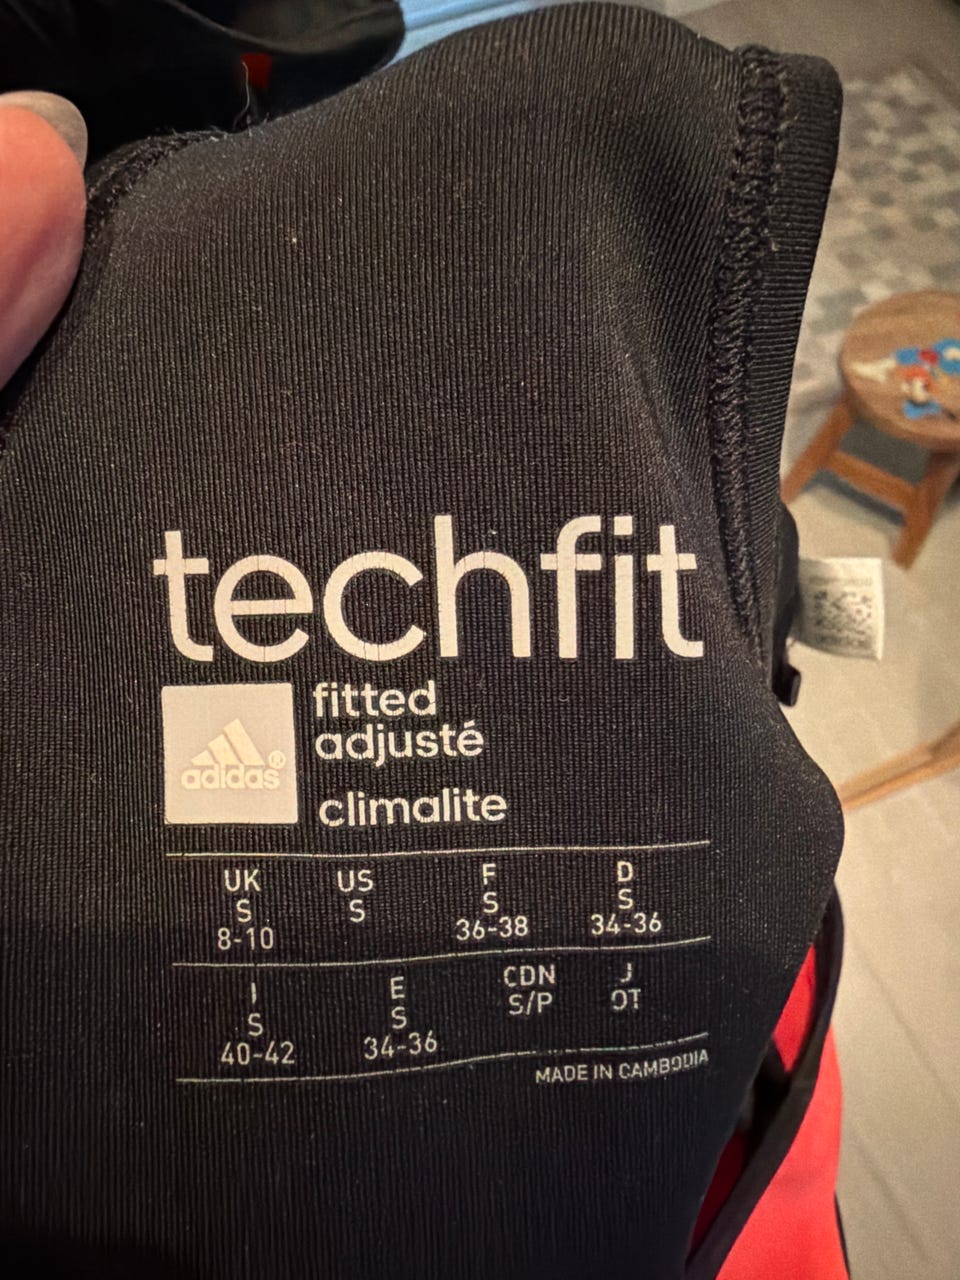 techfit
fitted
adjusté
adidas®
climalite
UK US F D
S S S S
8-10 36-38 34-36
I E CDN J
S S S/P OT
40-42 34-36
MADE IN CAMBODIA